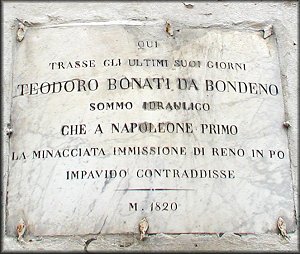 QUI
TRASSE GLI ULTIMI SUOI GIORNI
TEODORO BONATI DA BONDENO
SOMMO IDRAULICO
CHE A NAPOLEONE PRIMO
LA MINACCIATA IMMISSIONE DI RENO IN PO
IMPAVIDO CONTRADDISSE
M. 1820